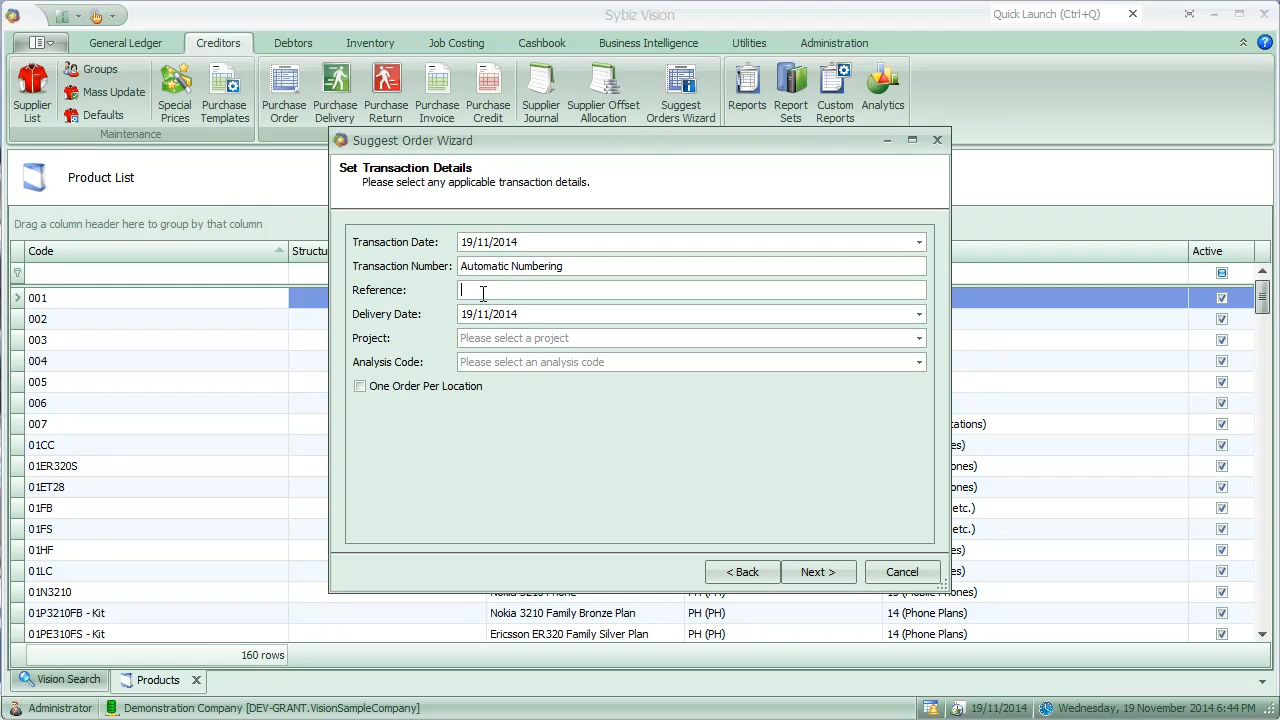 Sybiz Vision
Quick Launch (Ctrl+Q)
General Ledger Creditors Debtors Inventory Job Costing Cashbook Business Intelligence Utilities Administration
Supplier List
Groups
Mass Update
Defaults
Special Prices
Purchase Templates
Maintenance
Purchase Order
Purchase Delivery
Purchase Return
Purchase Invoice
Purchase Credit
Supplier Journal
Supplier Offset Allocation
Suggest Orders Wizard
Reports
Report Sets
Custom Reports
Analytics
Product List
Drag a column header here to group by that column
Code Structu Active
001
002
003
004
005
006
007 cations)
01CC es)
01ER320S ones)
01ET28 ones)
01FB etc.)
01FS etc.)
01HF es)
01LC es)
01N3210
01P3210FB - Kit Nokia 3210 Family Bronze Plan PH (PH) 14 (Phone Plans)
01PE310FS - Kit Ericsson ER320 Family Silver Plan PH (PH) 14 (Phone Plans)
160 rows
Suggest Order Wizard
Set Transaction Details
Please select any applicable transaction details.
Transaction Date: 19/11/2014
Transaction Number: Automatic Numbering
Reference:
Delivery Date: 19/11/2014
Project: Please select a project
Analysis Code: Please select an analysis code
One Order Per Location
< Back Next > Cancel
Vision Search Products
Administrator Demonstration Company [DEV-GRANT.VisionSampleCompany] 19/11/2014 Wednesday, 19 November 2014 6:44 PM